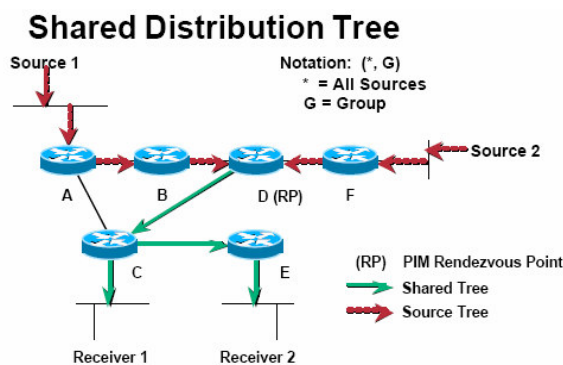 Shared Distribution Tree
Source 1
Notation: (*, G)
* = All Sources
G = Group
Source 2
A
B
D (RP)
F
C
E
(RP) PIM Rendezvous Point
Shared Tree
Source Tree
Receiver 1
Receiver 2